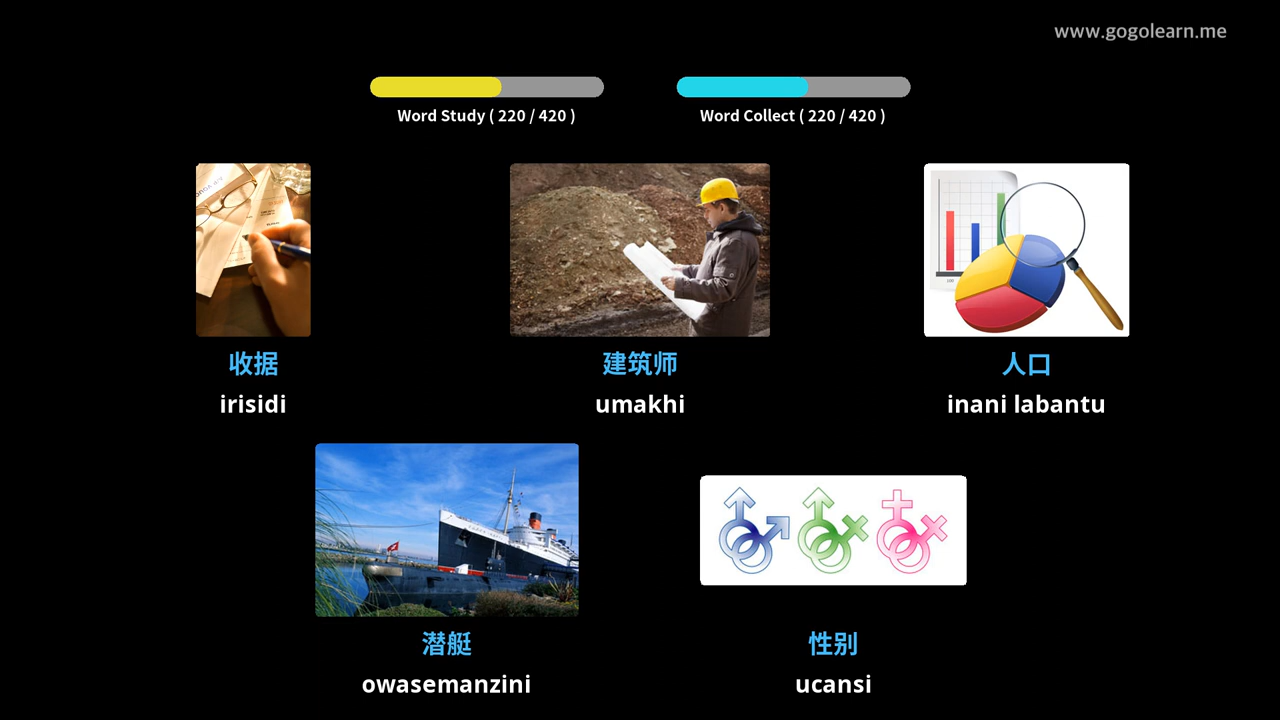 www.gogolearn.me
Word Study ( 220 / 420 )
Word Collect ( 220 / 420 )
收据
irisidi
建筑师
umakhi
人口
inani labantu
潜艇
owasemanzini
性别
ucansi